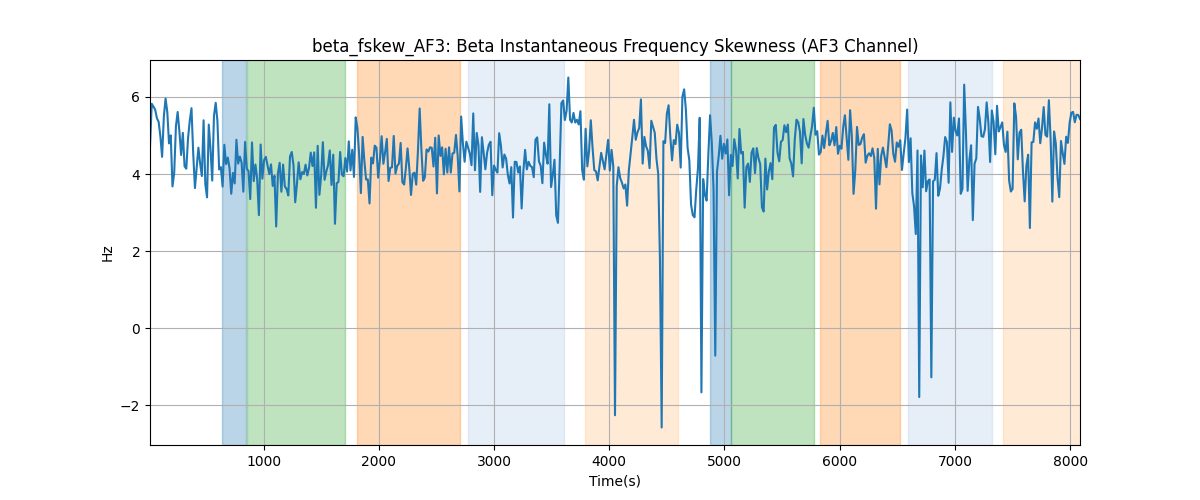 beta_fskew_AF3: Beta Instantaneous Frequency Skewness (AF3 Channel)
6
4
2
0
−2
Hz
1000 2000 3000 4000 5000 6000 7000 8000
Time(s)